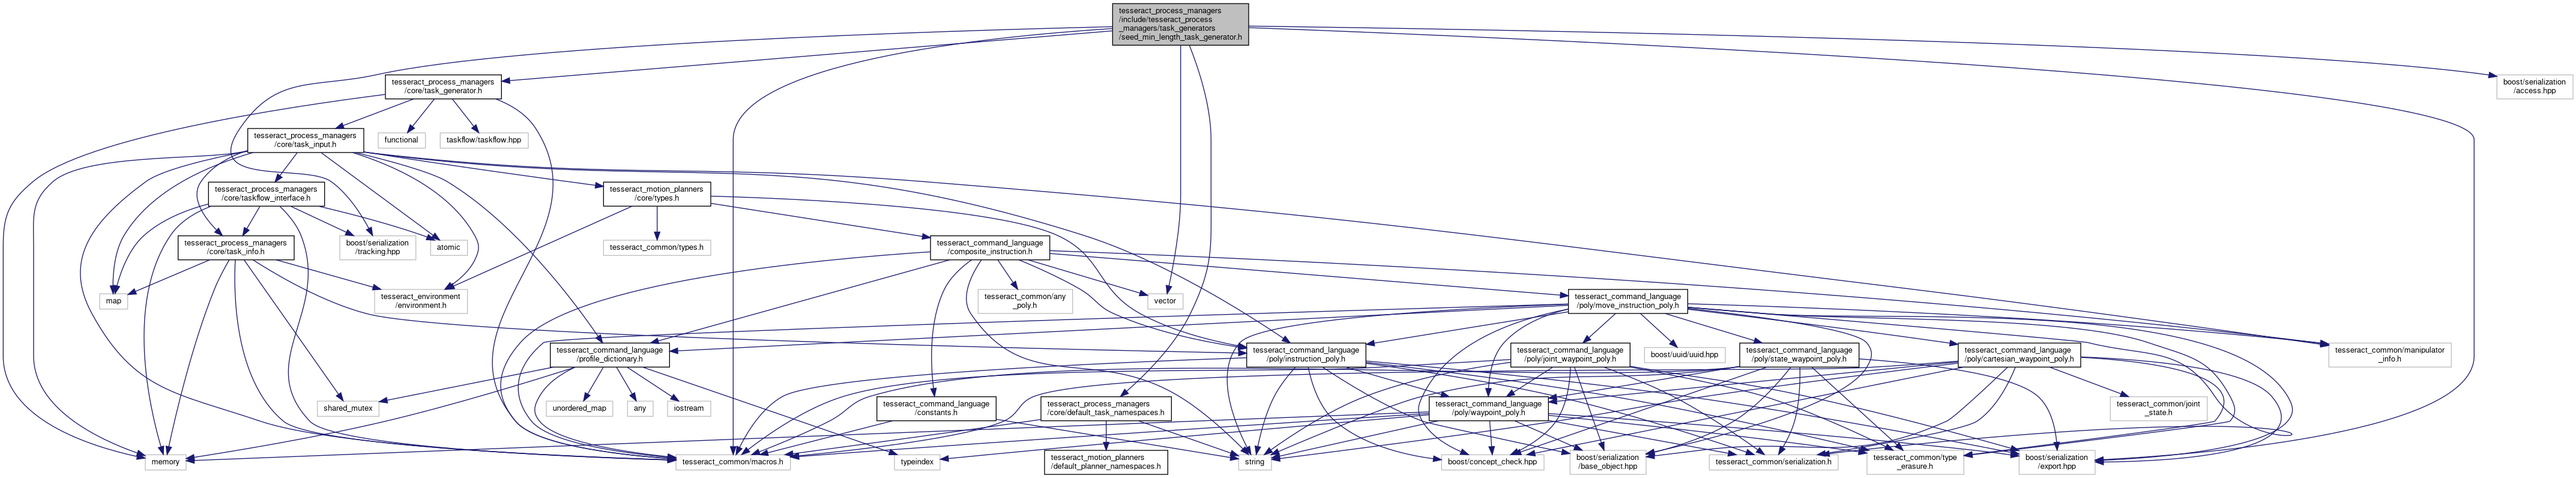 tesseract_process_managers
/include/tesseract_process
_managers/task_generators
/seed_min_length_task_generator.h
tesseract_process_managers
/core/task_generator.h
boost/serialization
/access.hpp
tesseract_process_managers
/core/task_input.h
functional
taskflow/taskflow.hpp
tesseract_process_managers
/core/taskflow_interface.h
tesseract_motion_planners
/core/types.h
tesseract_process_managers
/core/task_info.h
boost/serialization
/tracking.hpp
atomic
tesseract_common/types.h
tesseract_command_language
/composite_instruction.h
map
tesseract_environment
/environment.h
tesseract_common/any
_poly.h
vector
tesseract_command_language
/poly/move_instruction_poly.h
tesseract_command_language
/profile_dictionary.h
tesseract_command_language
/poly/instruction_poly.h
tesseract_command_language
/poly/joint_waypoint_poly.h
boost/uuid/uuid.hpp
tesseract_command_language
/poly/state_waypoint_poly.h
tesseract_command_language
/poly/cartesian_waypoint_poly.h
tesseract_common/manipulator
_info.h
shared_mutex
unordered_map
any
iostream
tesseract_command_language
/constants.h
tesseract_process_managers
/core/default_task_namespaces.h
tesseract_command_language
/poly/waypoint_poly.h
tesseract_common/joint
_state.h
memory
tesseract_common/macros.h
typeindex
tesseract_motion_planners
/default_planner_namespaces.h
string
boost/concept_check.hpp
boost/serialization
/base_object.hpp
tesseract_common/serialization.h
tesseract_common/type
_erasure.h
boost/serialization
/export.hpp